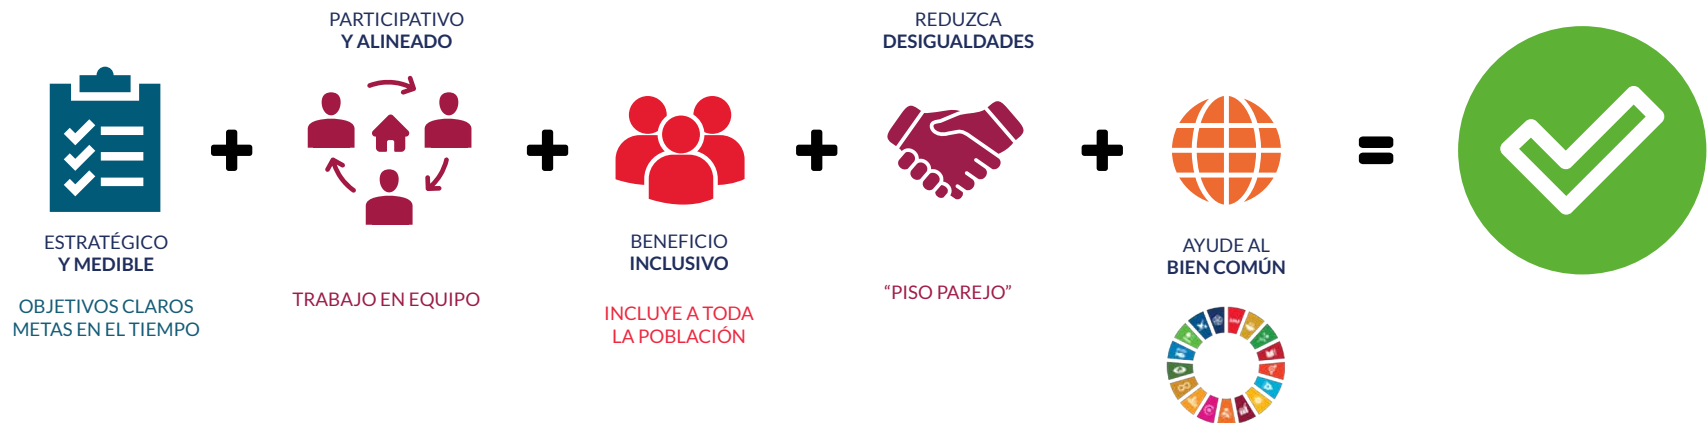 ESTRATÉGICO
Y MEDIBLE
OBJETIVOS CLAROS
METAS EN EL TIEMPO
PARTICIPATIVO
Y ALINEADO
TRABAJO EN EQUIPO
BENEFICIO
INCLUSIVO
INCLUYE A TODA
LA POBLACIÓN
REDUZCA
DESIGUALDADES
“PISO PAREJO”
AYUDE AL
BIEN COMÚN